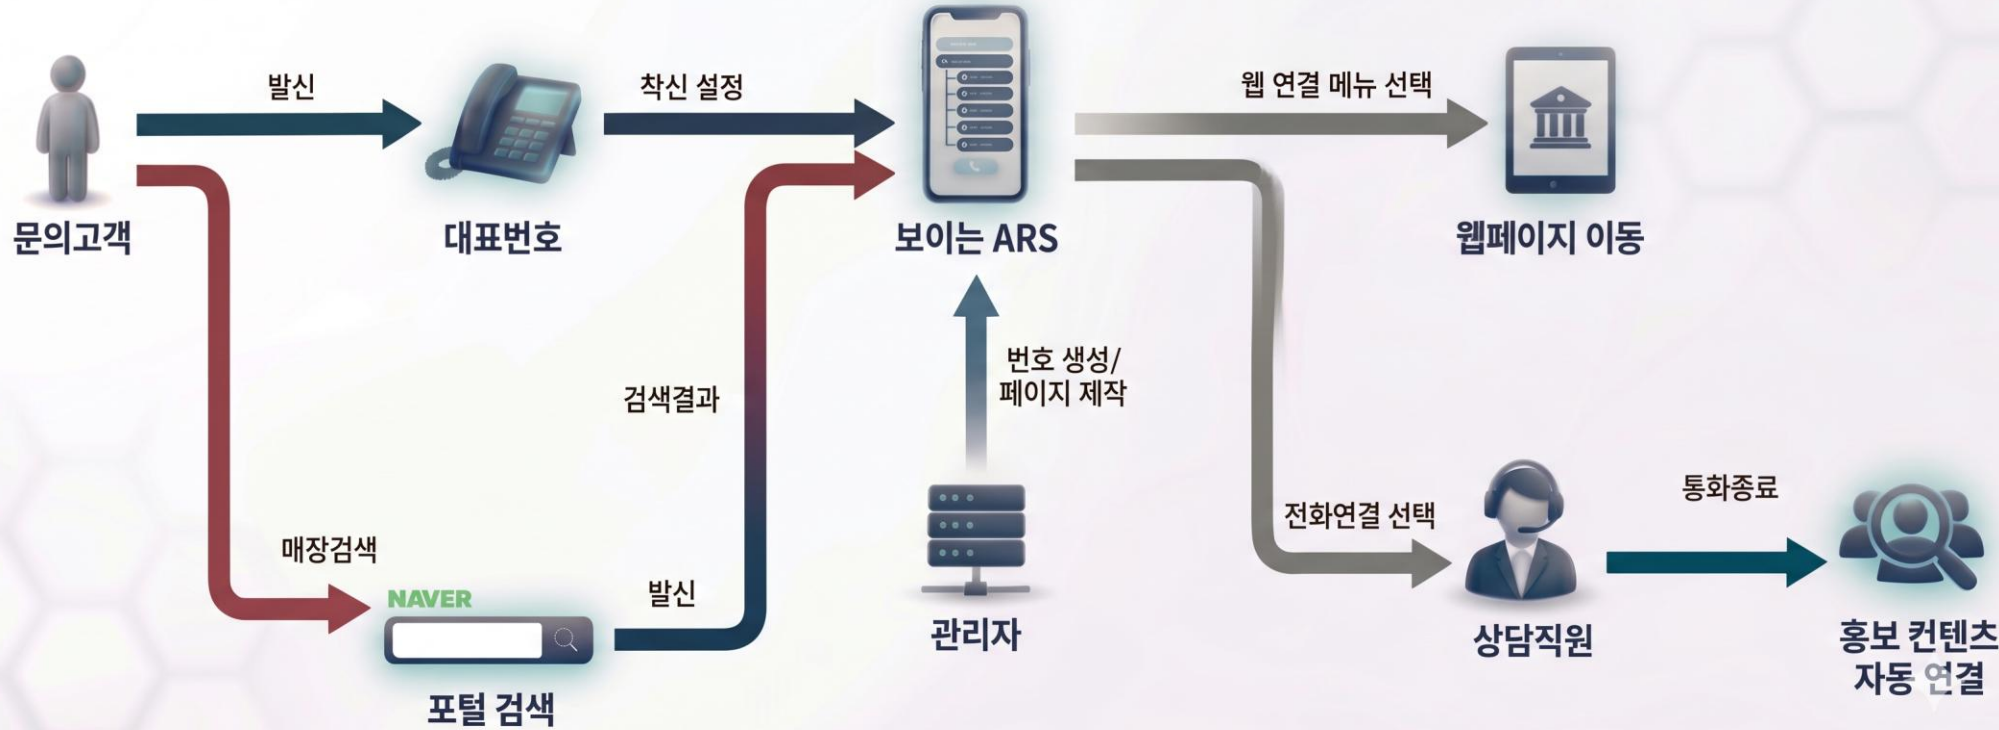 발신
착신 설정
웹 연결 메뉴 선택
문의고객
대표번호
보이는 ARS
웹페이지 이동
번호 생성/
페이지 제작
검색결과
매장검색
NAVER
발신
전화연결 선택
통화종료
포털 검색
관리자
상담직원
홍보 컨텐츠
자동 연결